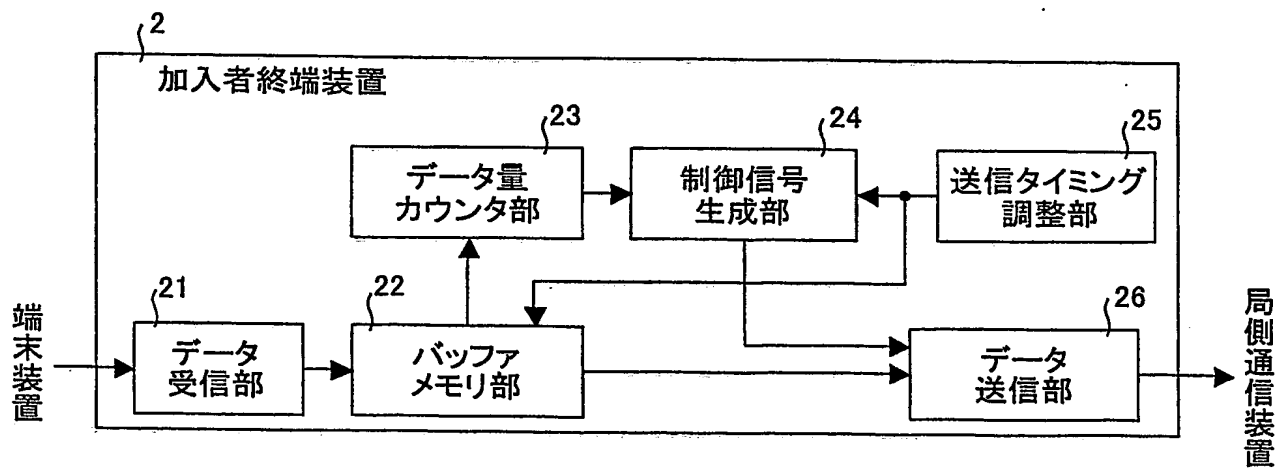 2
加入者終端装置
23
データ量
カウンタ部
24
制御信号
生成部
25
送信タイミング
調整部
端末装置
21
データ
受信部
22
バッファ
メモリ部
26
データ
送信部
局側通信装置